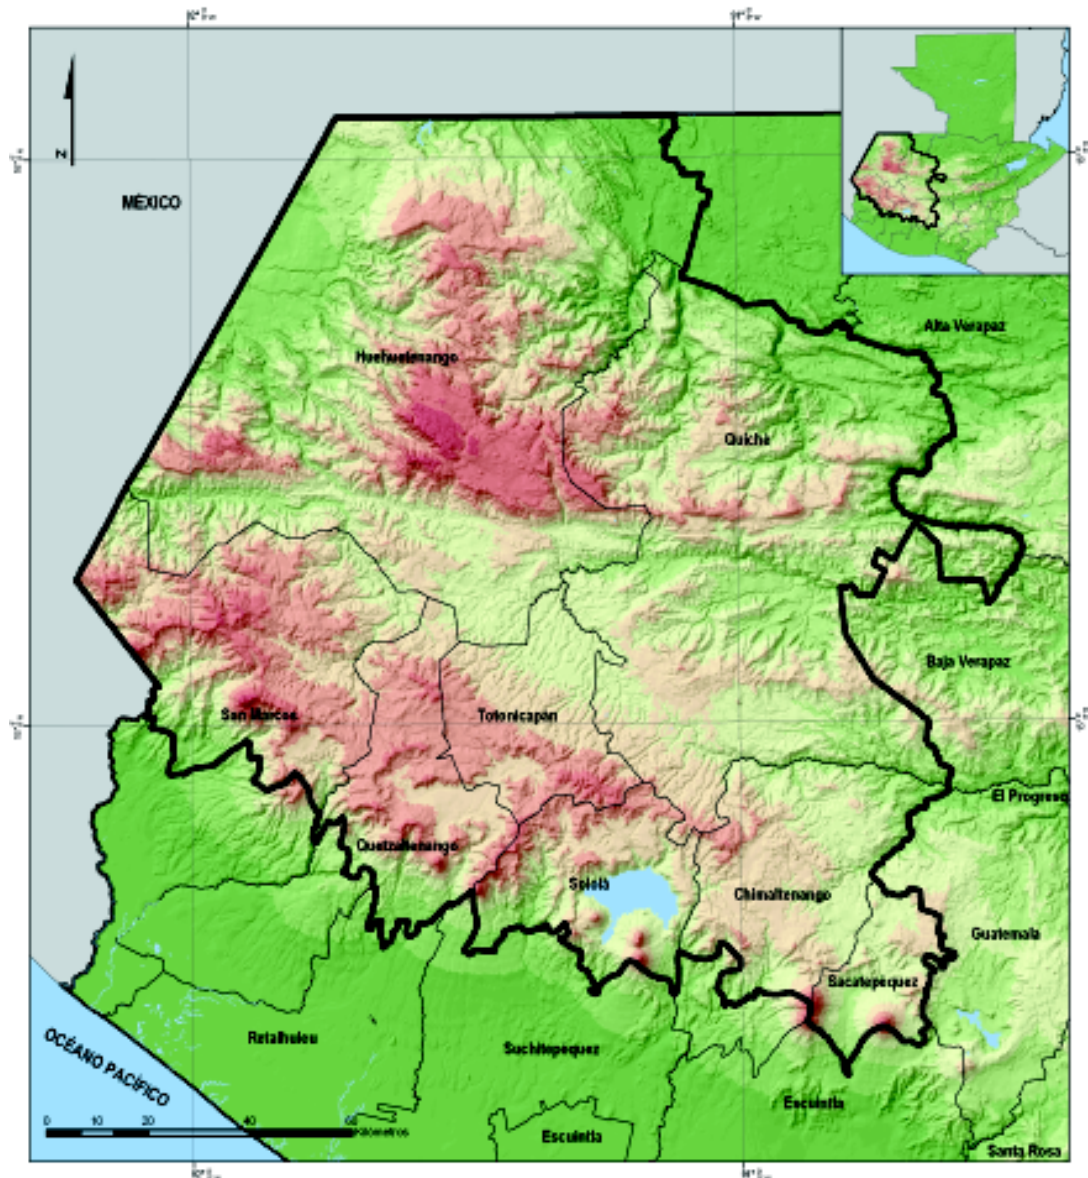 N
MÉXICO
Alta Verapaz
Huehuetenango
Quiché
Baja Verapaz
San Marcos
Totonicapán
El Progreso
Quetzaltenango
Sololá
Chimaltenango
Guatemala
Sacatepéquez
Retalhuleu
Suchitepequez
OCÉANO PACÍFICO
Escuintla
0 10 20 40 60
Kilómetros
Escuintla
Santa Rosa